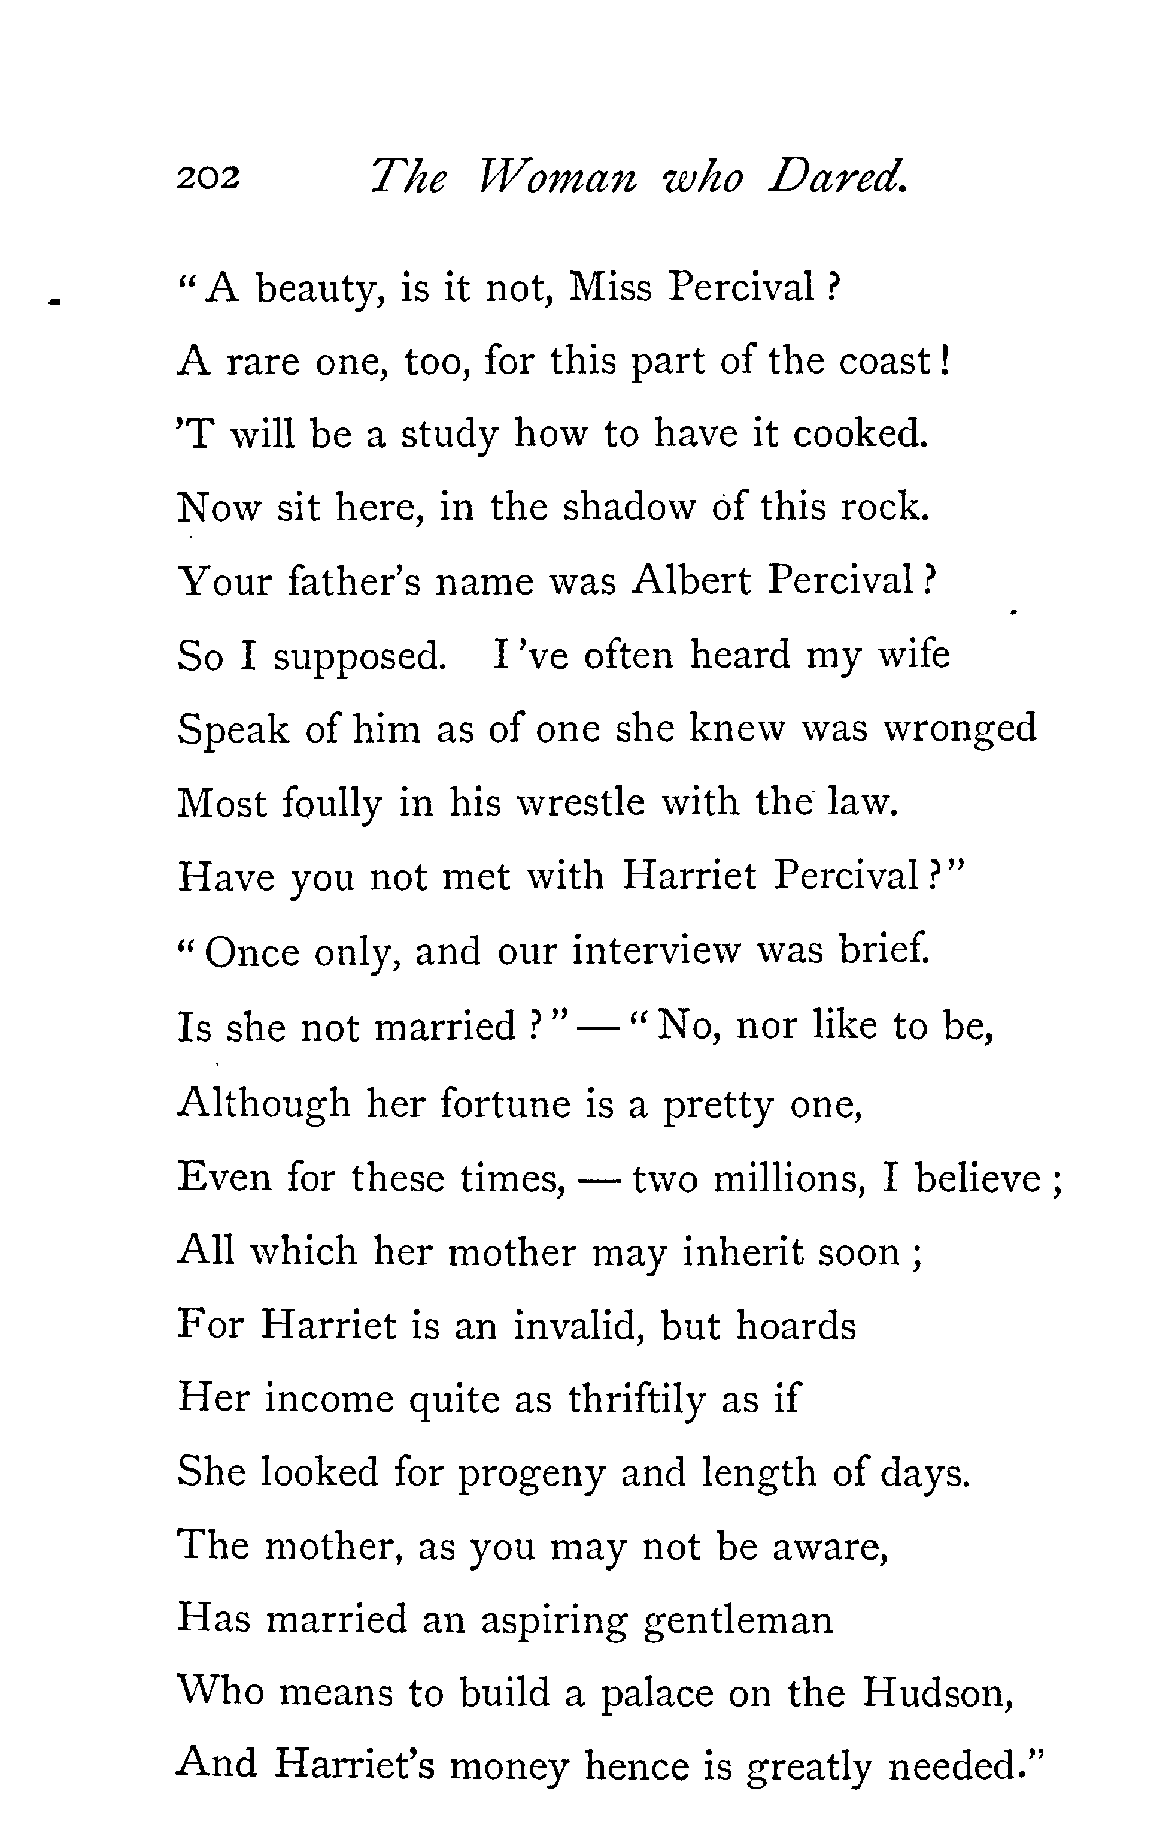 202 The Woman who Dared.
“A beauty, is it not, Miss Percival ?
A rare one, too, for this part of the coast !
’T will be a study how to have it cooked.
Now sit here, in the shadow of this rock.
Your father’s name was Albert Percival ?
So I supposed. I ’ve often heard my wife
Speak of him as of one she knew was wronged
Most foully in his wrestle with the law.
Have you not met with Harriet Percival ?”
“Once only, and our interview was brief.
Is she not married ?”—“No, nor like to be,
Although her fortune is a pretty one,
Even for these times, — two millions, I believe ;
All which her mother may inherit soon ;
For Harriet is an invalid, but hoards
Her income quite as thriftily as if
She looked for progeny and length of days.
The mother, as you may not be aware,
Has married an aspiring gentleman
Who means to build a palace on the Hudson,
And Harriet’s money hence is greatly needed.”